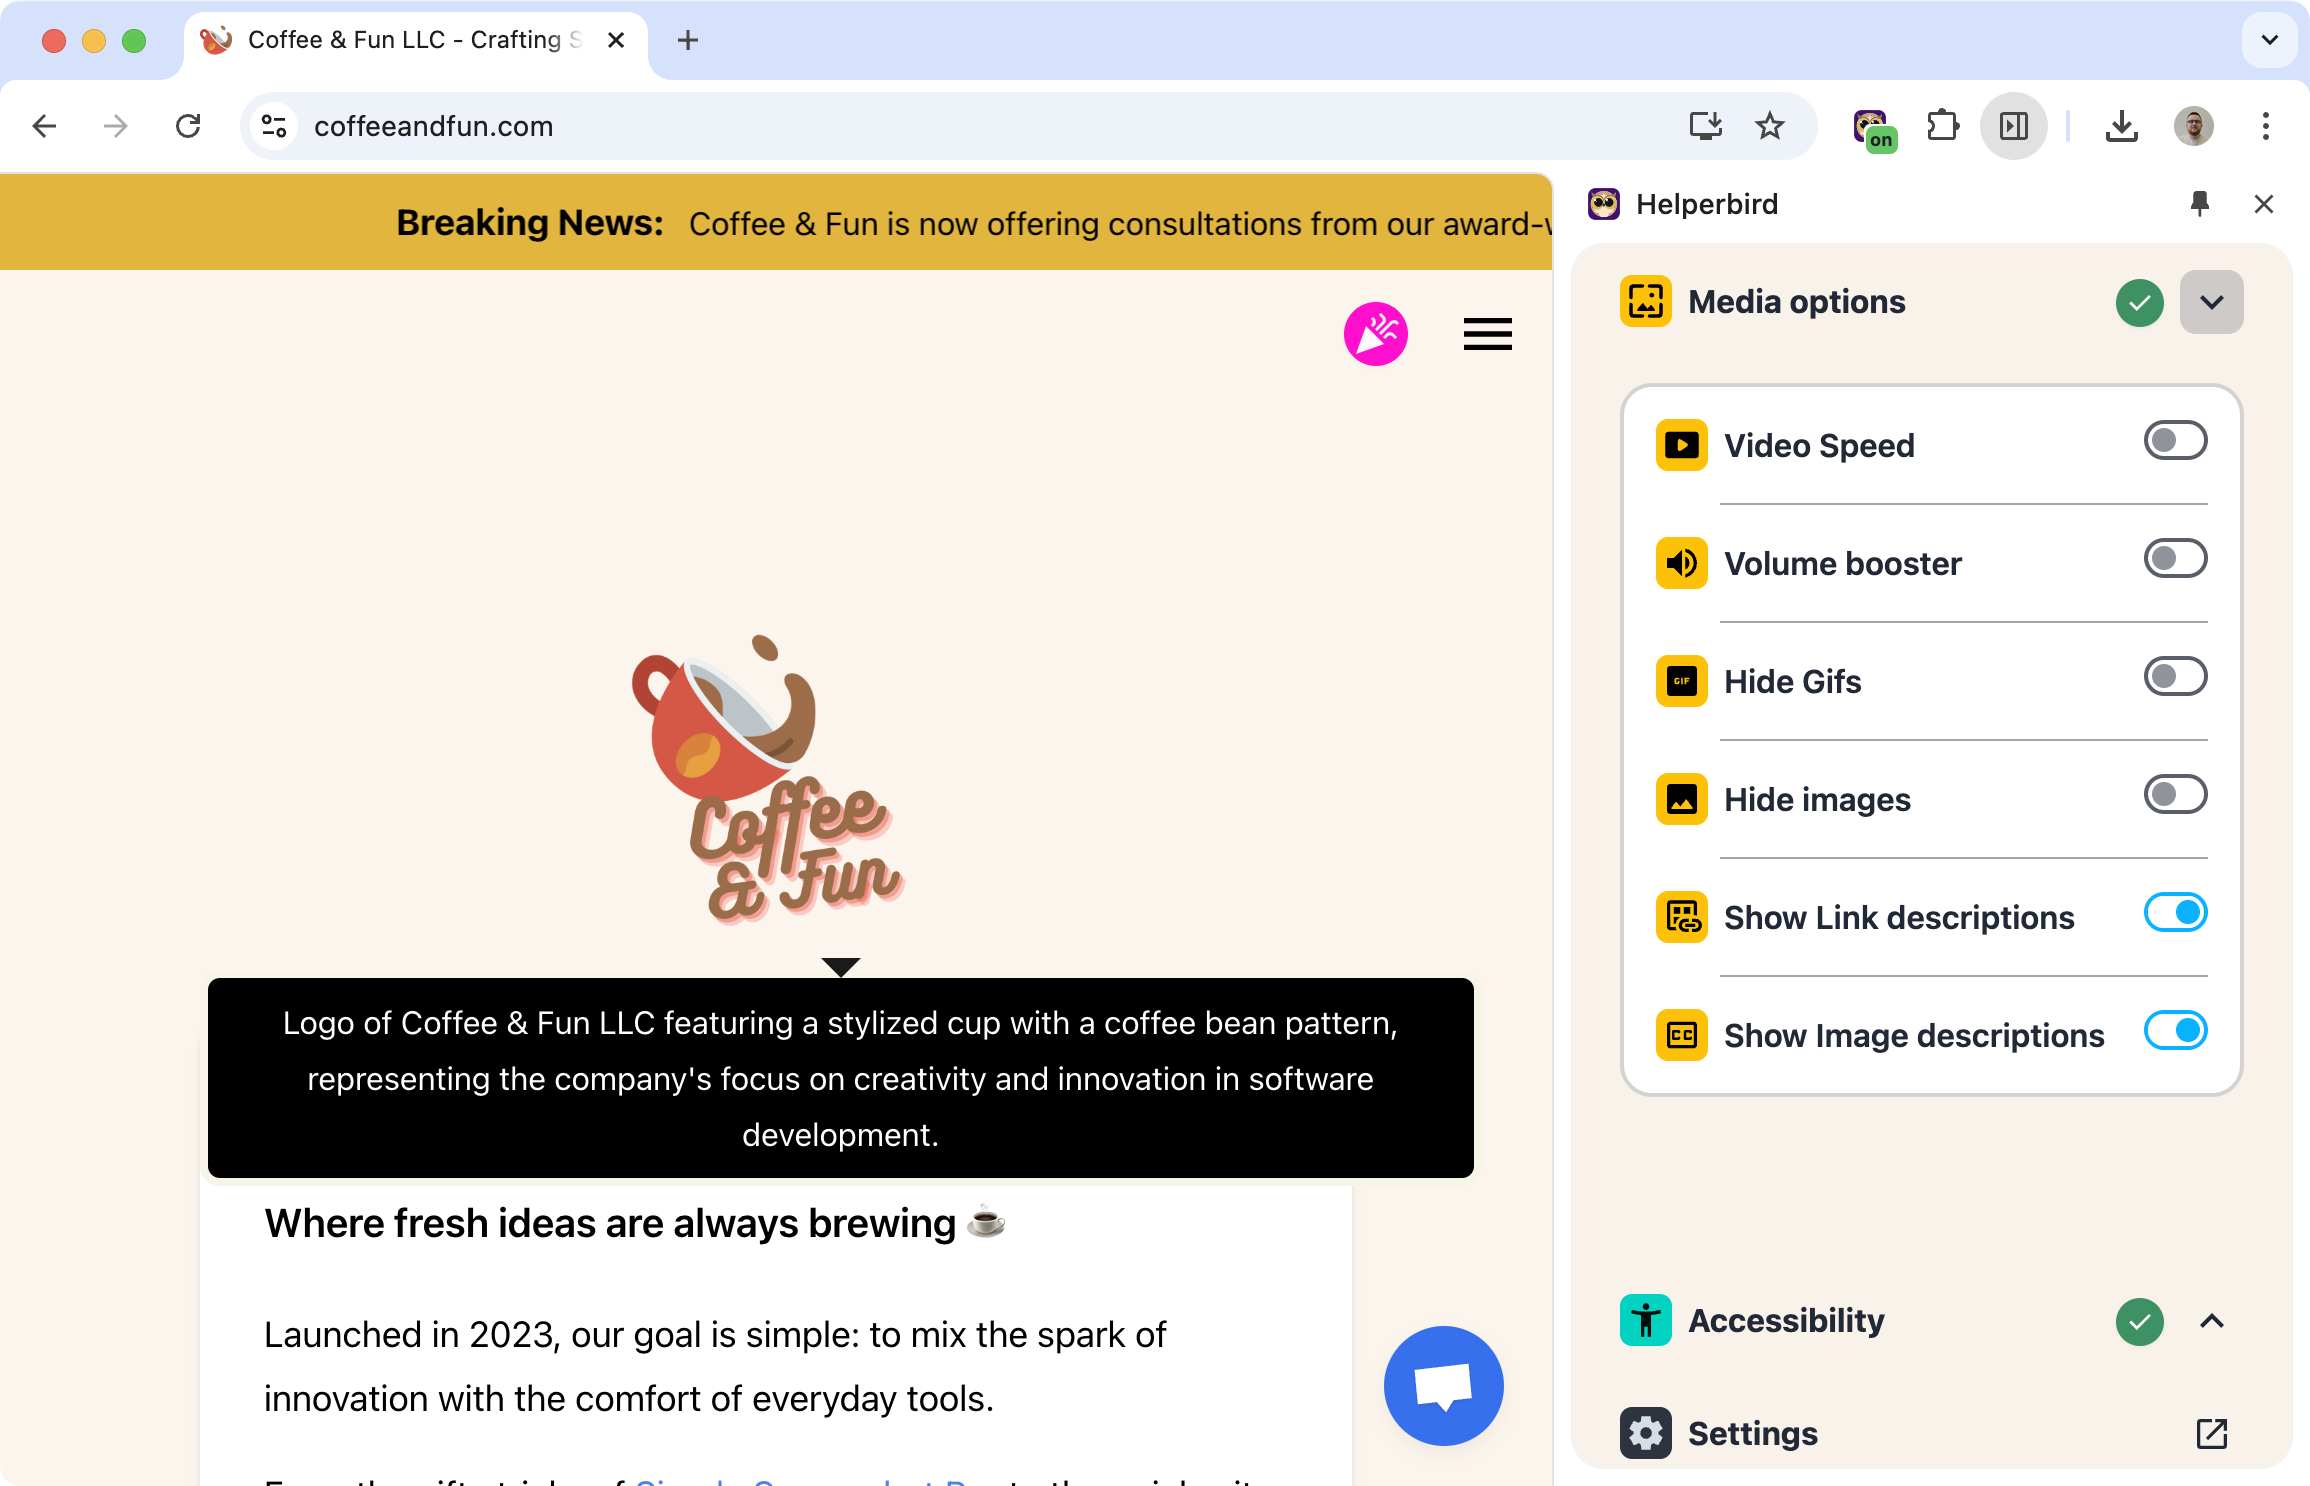 Coffee & Fun LLC - Crafting S
coffeeandfun.com
on
Breaking News: Coffee & Fun is now offering consultations from our award-
Coffee
& Fun
Logo of Coffee & Fun LLC featuring a stylized cup with a coffee bean pattern,
representing the company's focus on creativity and innovation in software
development.
Where fresh ideas are always brewing ☕
Launched in 2023, our goal is simple: to mix the spark of
innovation with the comfort of everyday tools.
Helperbird
Media options
Video Speed
Volume booster
GIF
Hide Gifs
Hide images
Show Link descriptions
CC
Show Image descriptions
Accessibility
Settings